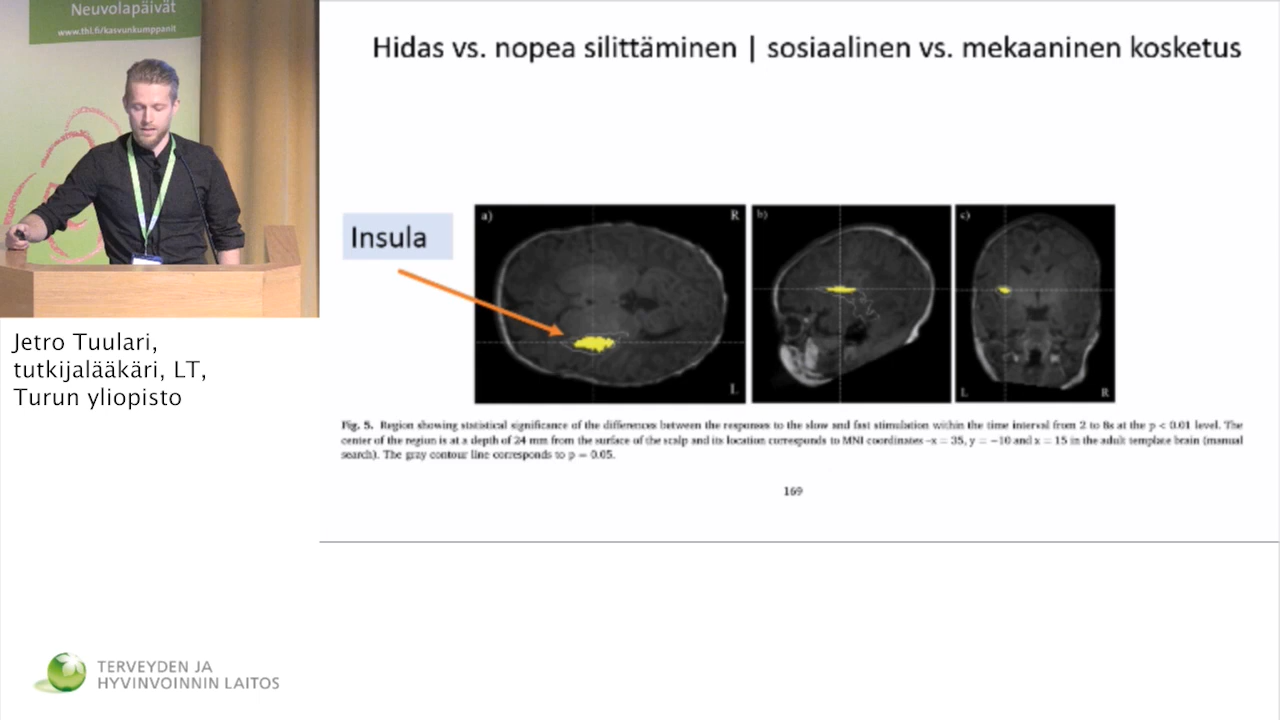 Neuvolapäivät
www.thl.fi/kasvunkumppanit
Hidas vs. nopea silittäminen | sosiaalinen vs. mekaaninen kosketus
Insula
a)
R
L
b)
c)
L
R
Jetro Tuulari,
tutkijalääkäri, LT,
Turun yliopisto
Fig. 5. Region showing statistical significance of the differences between the responses to the slow and fast stimulation within the time interval from 2 to 8s at the p < 0.01 level. The
center of the region is at a depth of 24 mm from the surface of the scalp and its location corresponds to MNI coordinates -x = 35, y = −10 and x = 15 in the adult template brain (manual
search). The gray contour line corresponds to p = 0.05.
169
TERVEYDEN JA
HYVINVOINNIN LAITOS